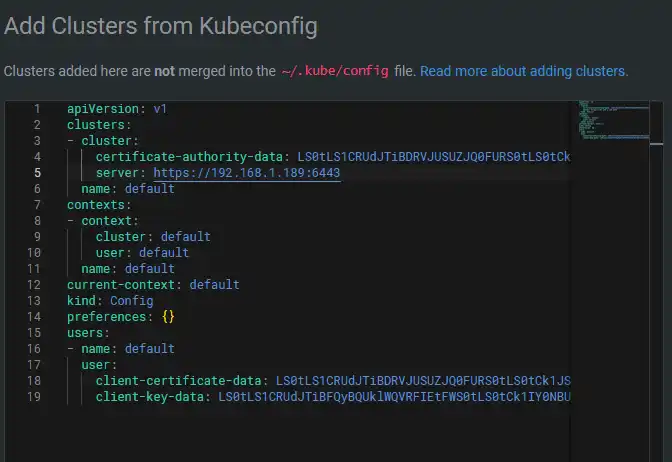 Add Clusters from Kubeconfig
Clusters added here are not merged into the ~/.kube/config file. Read more about adding clusters.
1 apiVersion: v1
2 clusters:
3 - cluster:
4 certificate-authority-data: LS0tLS1CRUdJTiBDRVJUSUZJQ0FURS0tLS0tCk
5 server: https://192.168.1.189:6443
6 name: default
7 contexts:
8 - context:
9 cluster: default
10 user: default
11 name: default
12 current-context: default
13 kind: Config
14 preferences: {}
15 users:
16 - name: default
17 user:
18 client-certificate-data: LS0tLS1CRUdJTiBDRVJUSUZJQ0FURS0tLS0tCk1JS
19 client-key-data: LS0tLS1CRUdJTiBFQyBQUklWQVRFIEtFWS0tLS0tCk1IY0NBU